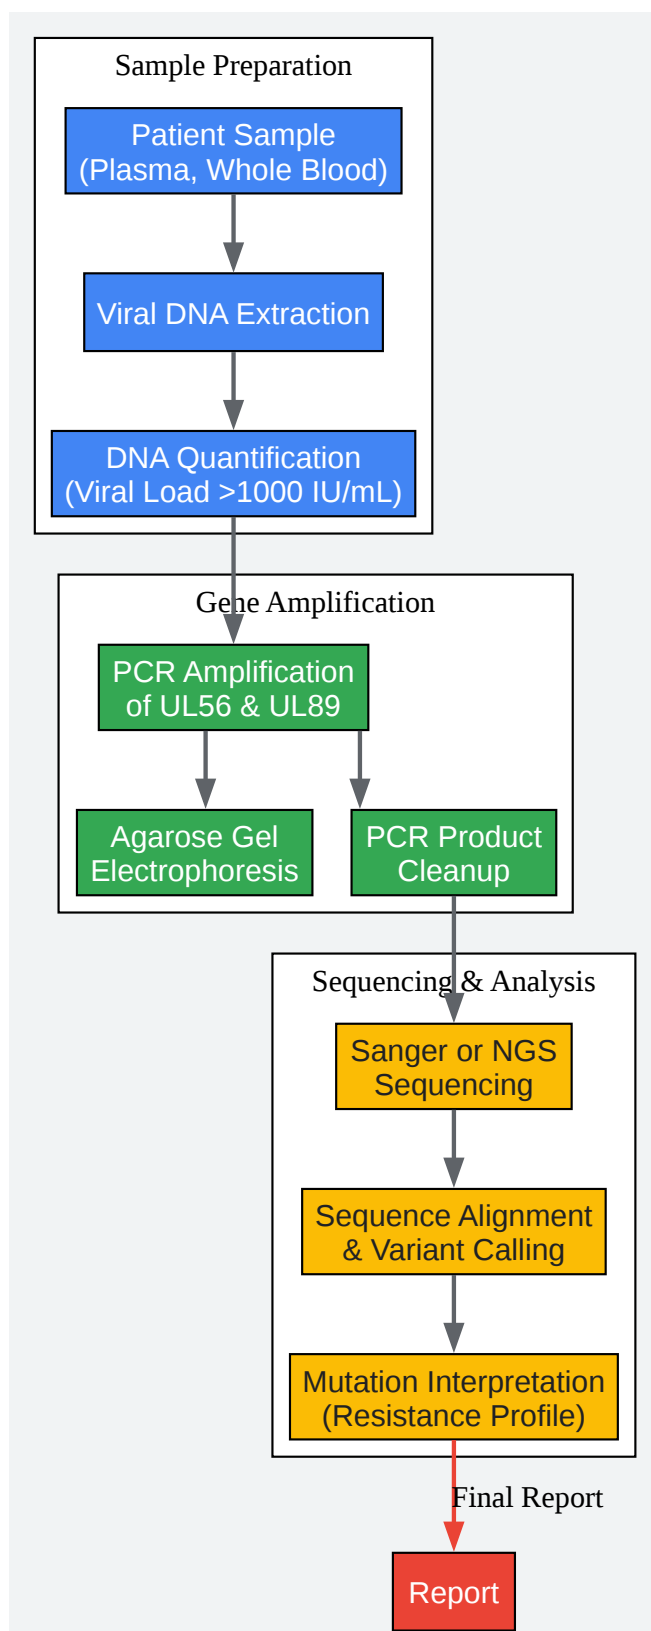 Sample Preparation
Patient Sample
(Plasma, Whole Blood)
Viral DNA Extraction
DNA Quantification
(Viral Load >1000 IU/mL)
Gene Amplification
PCR Amplification
of UL56 & UL89
Agarose Gel
Electrophoresis
PCR Product
Cleanup
Sequencing & Analysis
Sanger or NGS
Sequencing
Sequence Alignment
& Variant Calling
Mutation Interpretation
(Resistance Profile)
Final Report
Report